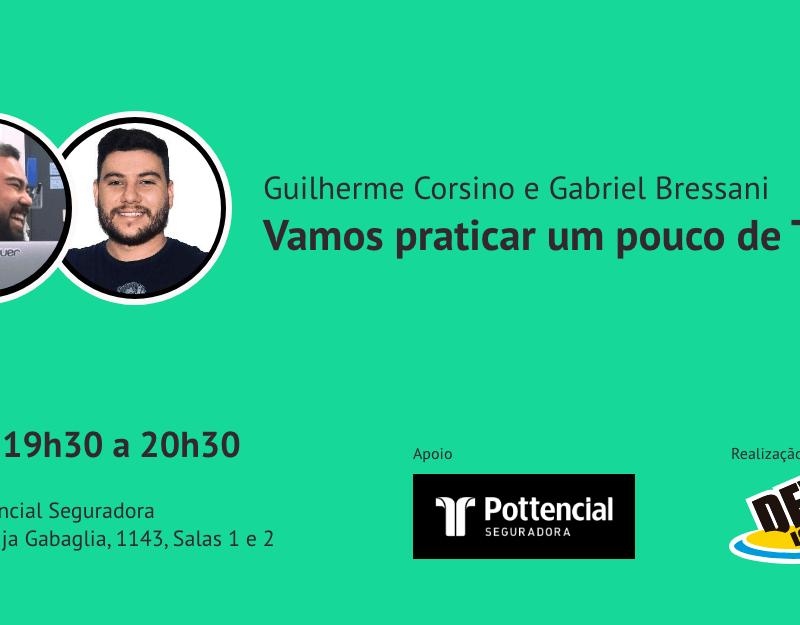 Guilherme Corsino e Gabriel Bressani
Vamos praticar um pouco de
19h30 a 20h30
Apoio
Realização
Pottencial
SEGURADORA
ncial Seguradora
ja Gabaglia, 1143, Salas 1 e 2